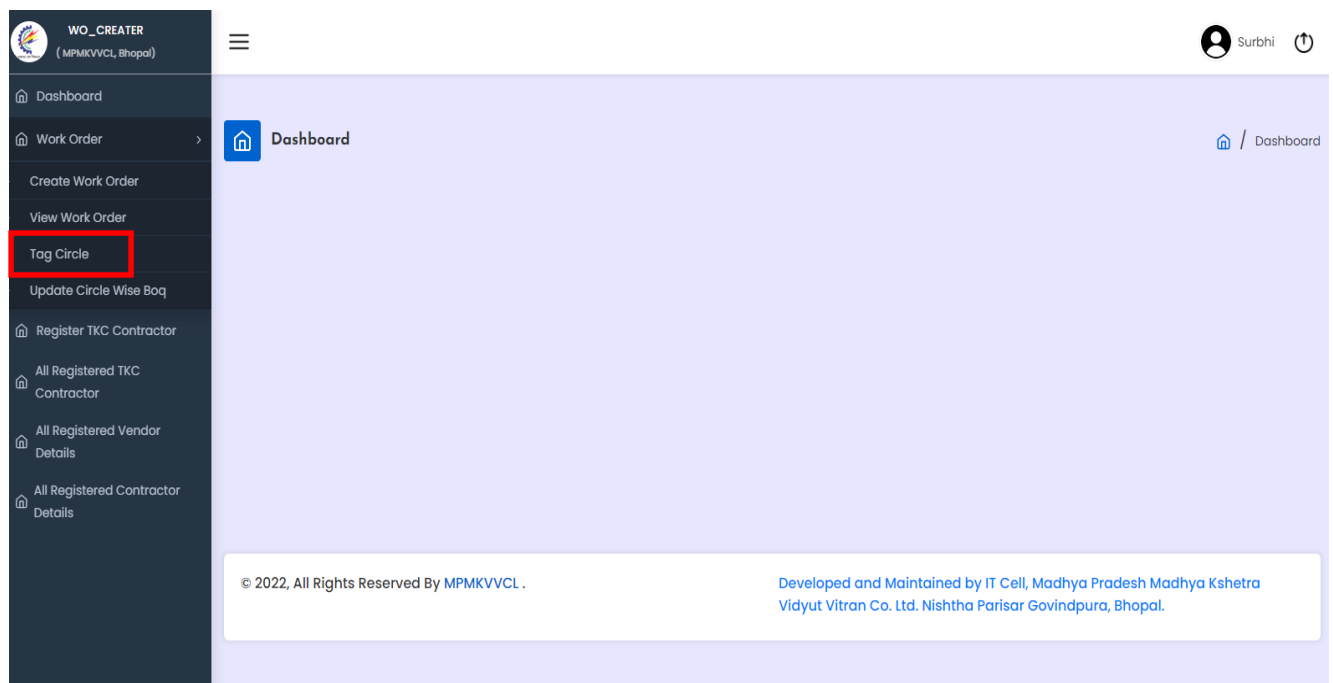 WO_CREATER
( MPMKVVCL, Bhopal)
Surbhi
Dashboard
Work Order
Create Work Order
View Work Order
Tag Circle
Update Circle Wise Boq
Register TKC Contractor
All Registered TKC
Contractor
All Registered Vendor
Details
All Registered Contractor
Details
Dashboard
/ Dashboard
© 2022, All Rights Reserved By MPMKVVCL .
Developed and Maintained by IT Cell, Madhya Pradesh Madhya Kshetra
Vidyut Vitran Co. Ltd. Nishtha Parisar Govindpura, Bhopal.